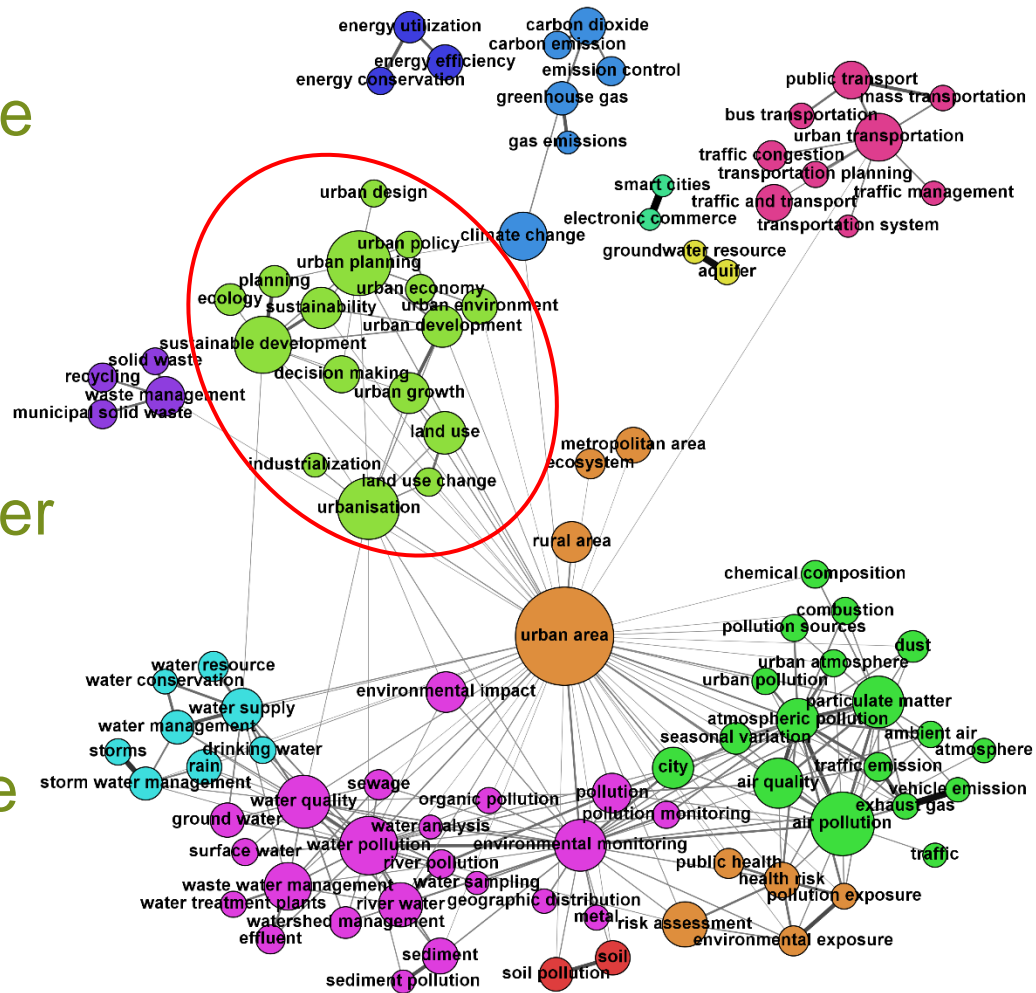 energy utilization
energy efficiency
energy conservation
carbon dioxide
carbon emission
emission control
greenhouse gas
gas emissions
public transport
mass transportation
bus transportation
urban transportation
traffic congestion
transportation planning
traffic and transport
traffic management
transportation system
smart cities
electronic commerce
groundwater resource
aquifer
climate change
e
urban design
urban policy
urban planning
planning
urban economy
ecology
sustainability
urban environment
urban development
sustainable development
decision making
urban growth
land use
industrialization
land use change
urbanisation
solid waste
recycling
waste management
municipal solid waste
metropolitan area
ecosystem
er
rural area
urban area
chemical composition
combustion
pollution sources
dust
urban atmosphere
urban pollution
particulate matter
atmospheric pollution
seasonal variation
ambient air
atmosphere
city
traffic emission
air quality
vehicle emission
exhaust gas
air pollution
traffic
water resource
water conservation
water supply
water management
storms
drinking water
rain
storm water management
e
environmental impact
sewage
water quality
organic pollution
pollution
pollution monitoring
ground water
water analysis
water pollution
environmental monitoring
surface water
river pollution
waste water management
water sampling
water treatment plants
river water
geographic distribution
watershed management
metal
effluent
sediment
sediment pollution
public health
health risk
pollution exposure
risk assessment
environmental exposure
soil
soil pollution